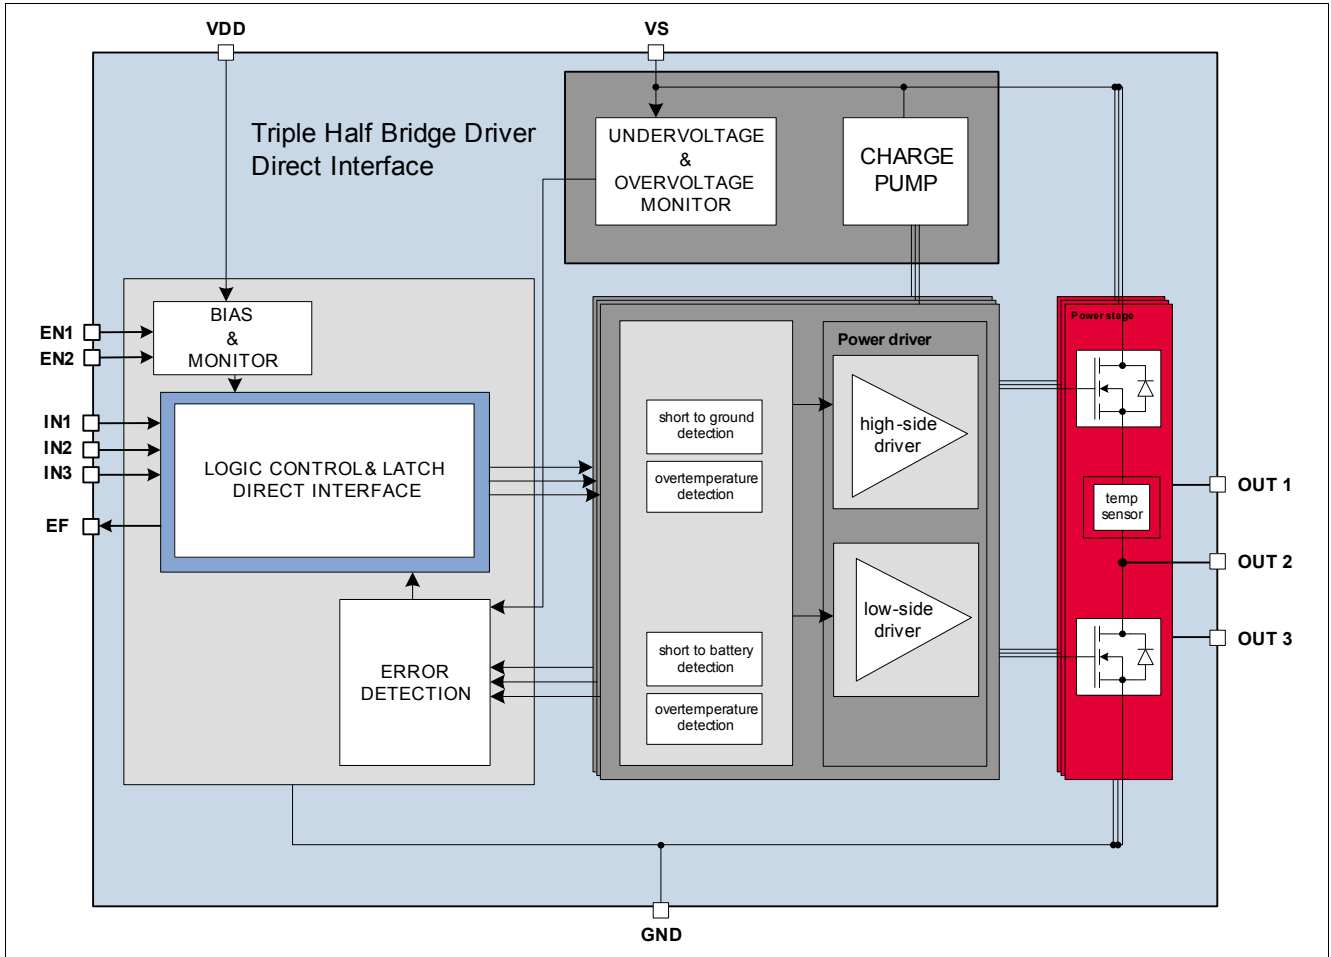 VDD
VS
Triple Half Bridge Driver
Direct Interface
UNDERVOLTAGE
&
OVERVOLTAGE
MONITOR
CHARGE
PUMP
BIAS
&
MONITOR
EN1
EN2
IN1
IN2
IN3
EF
LOGIC CONTROL & LATCH
DIRECT INTERFACE
ERROR
DETECTION
short to ground
detection
overtemperature
detection
short to battery
detection
overtemperature
detection
Power driver
high-side
driver
low-side
driver
Power stage
temp
sensor
OUT 1
OUT 2
OUT 3
GND